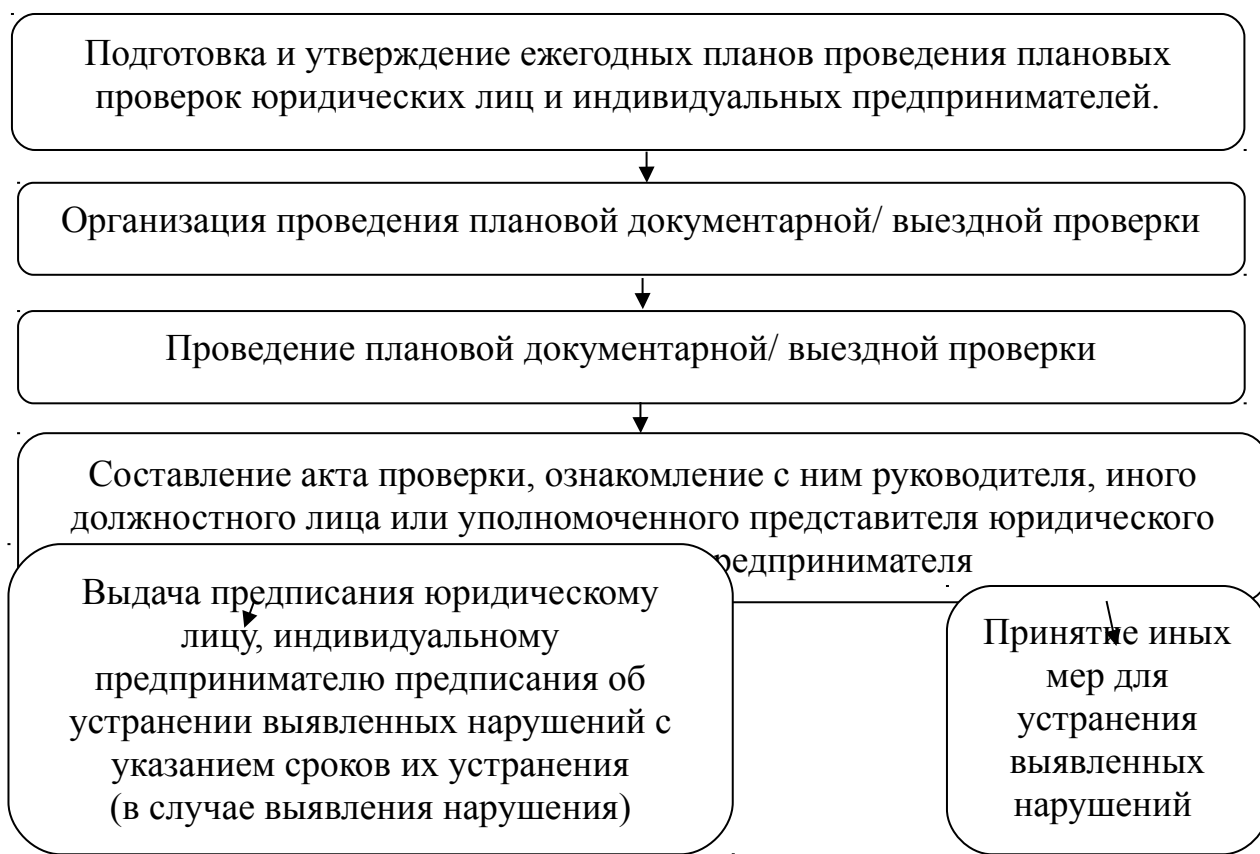 Подготовка и утверждение ежегодных планов проведения плановых
проверок юридических лиц и индивидуальных предпринимателей.
Организация проведения плановой документарной/ выездной проверки
Проведение плановой документарной/ выездной проверки
Составление акта проверки, ознакомление с ним руководителя, иного
должностного лица или уполномоченного представителя юридического
редпринимателя
Выдача предписания юридическому
лицу, индивидуальному
предпринимателю предписания об
устранении выявленных нарушений с
указанием сроков их устранения
(в случае выявления нарушения)
Принятие иных
мер для
устранения
выявленных
нарушений